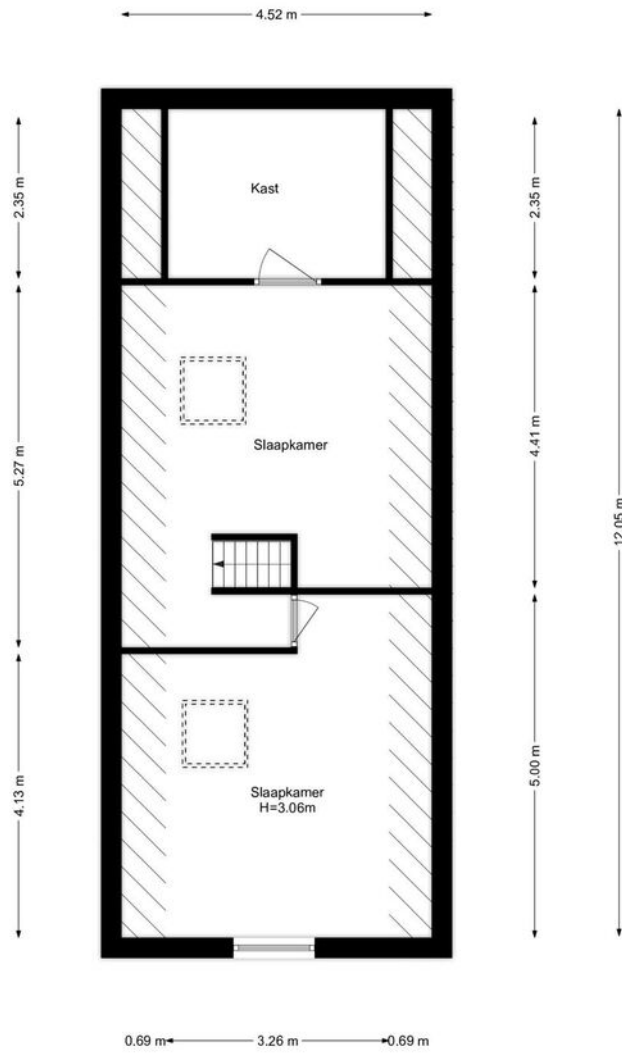 4.52 m
2.35 m
2.35 m
Kast
5.27 m
Slaapkamer
4.41 m
12.05 m
4.13 m
5.00 m
Slaapkamer
H=3.06m
0.69 m
3.26 m
0.69 m